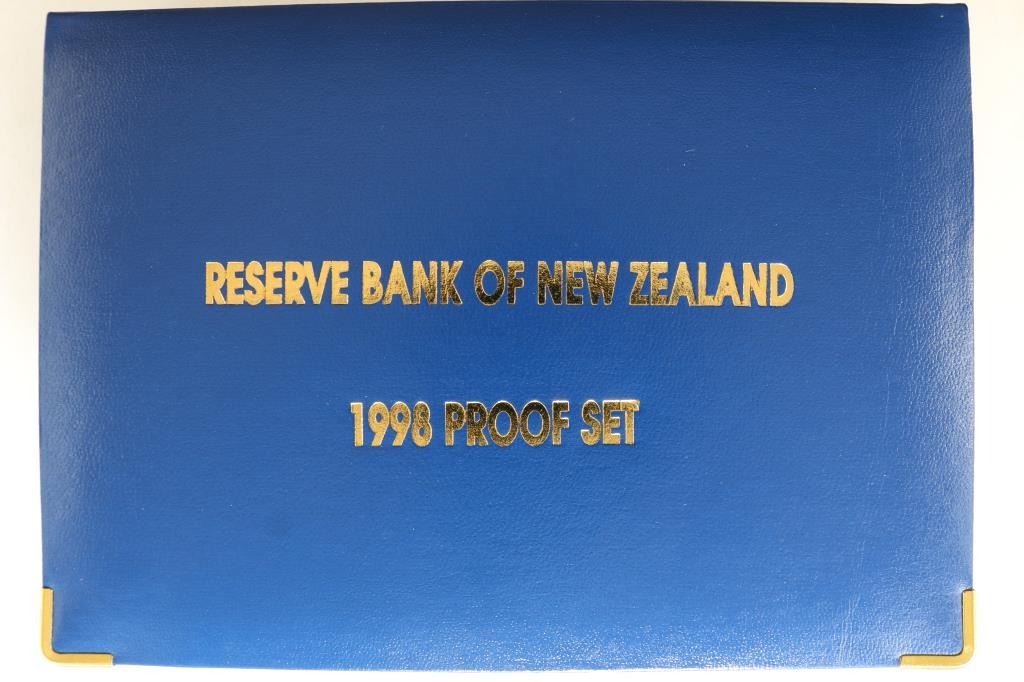 RESERVE BANK OF NEW ZEALAND
1998 PROOF SET